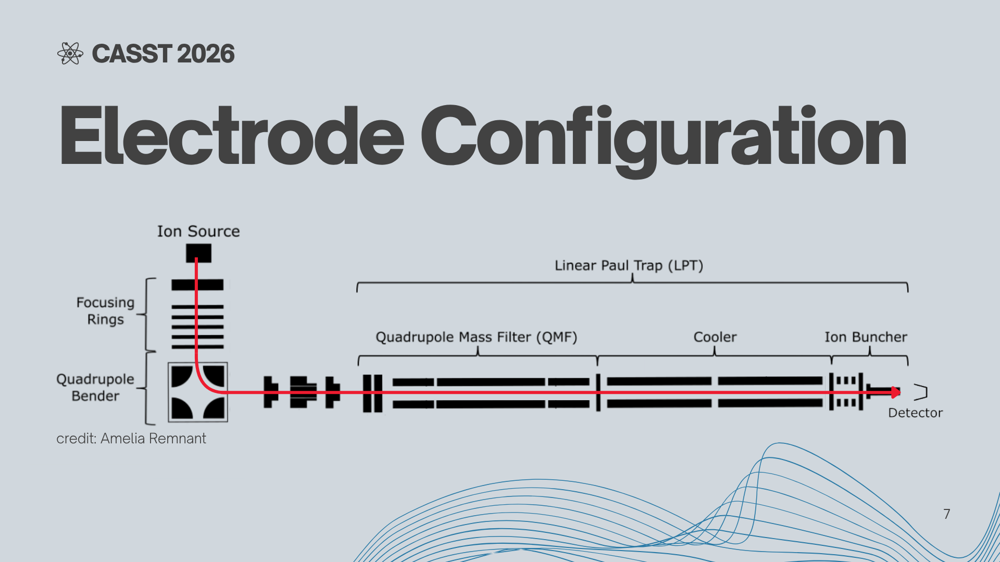 CASST 2026
Electrode Configuration
Ion Source
Linear Paul Trap (LPT)
Focusing
Rings
Quadrupole Mass Filter (QMF)
Cooler
Ion Buncher
Quadrupole
Bender
Detector
credit: Amelia Remnant
7